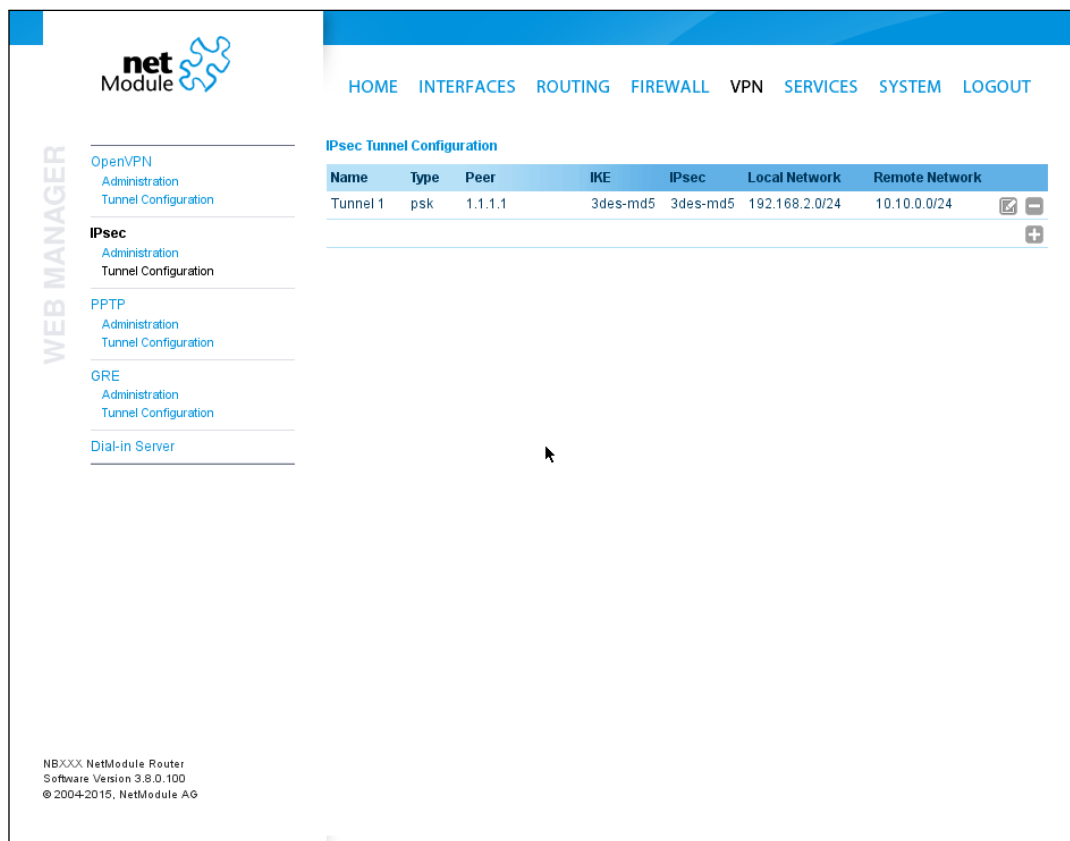 net
Module
HOME INTERFACES ROUTING FIREWALL VPN SERVICES SYSTEM LOGOUT
WEB MANAGER
OpenVPN
Administration
Tunnel Configuration
IPsec
Administration
Tunnel Configuration
PPTP
Administration
Tunnel Configuration
GRE
Administration
Tunnel Configuration
Dial-in Server
IPsec Tunnel Configuration
Name Type Peer IKE IPsec Local Network Remote Network
Tunnel 1 psk 1.1.1.1 3des-md5 3des-md5 192.168.2.0/24 10.10.0.0/24
NBXXX NetModule Router
Software Version 3.8.0.100
© 2004-2015, NetModule AG